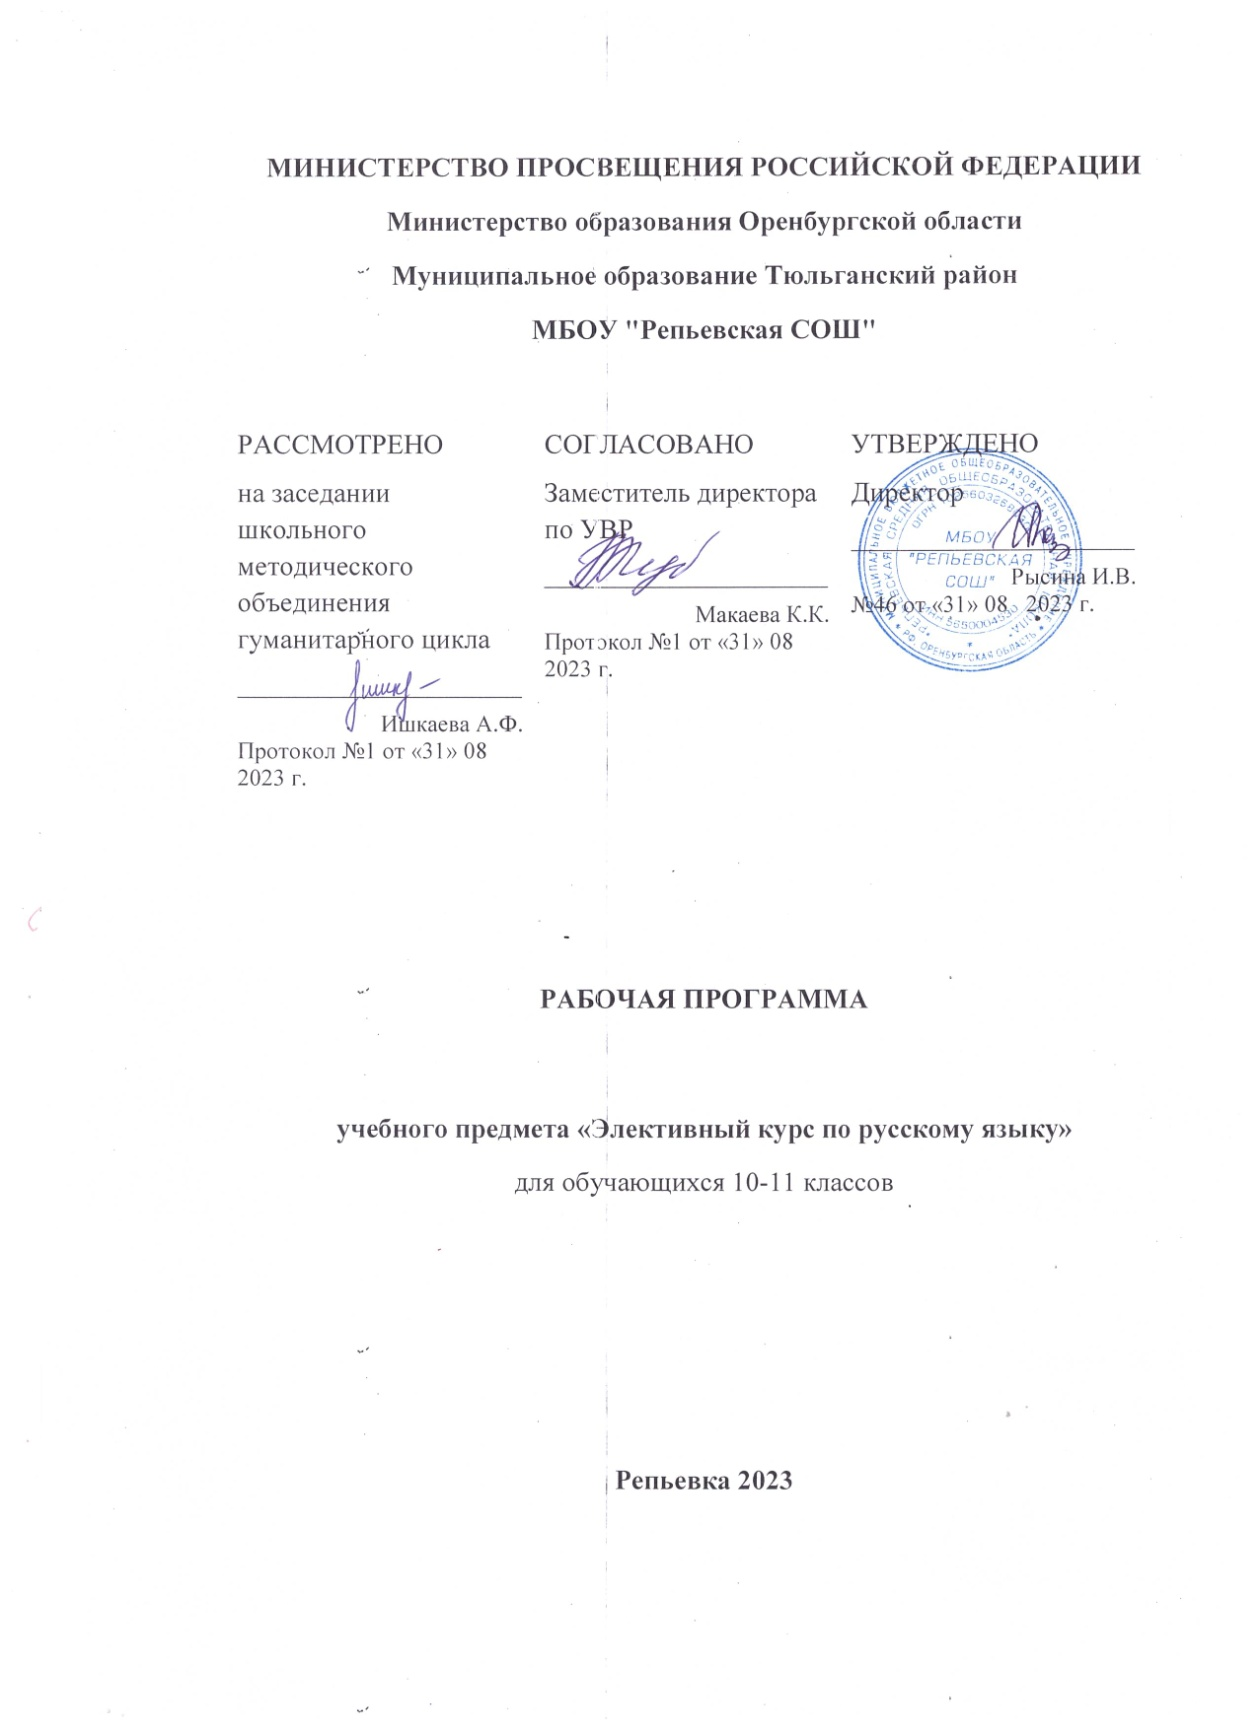 МИНИСТЕРСТВО ПРОСВЕЩЕНИЯ РОССИЙСКОЙ ФЕДЕРАЦИИ
Министерство образования Оренбургской области
Муниципальное образование Тюльганский район
МБОУ "Репьевская СОШ"
РАССМОТРЕНО
на заседании
школьного
методического
объединения
гуманитарного цикла
Ишкаева А.Ф.
Протокол №1 от «31» 08
2023 г.
СОГЛАСОВАНО
Заместитель директора
по УВР
Макаева К.К.
Протокол №1 от «31» 08
2023 г.
УТВЕРЖДЕНО
Директор
Рысина И.В.
№46 от «31» 08 2023 г.
МБОУ
"РЕПЬЕВСКАЯ
СОШ"
РАБОЧАЯ ПРОГРАММА
учебного предмета «Элективный курс по русскому языку»
для обучающихся 10-11 классов
Репьевка 2023